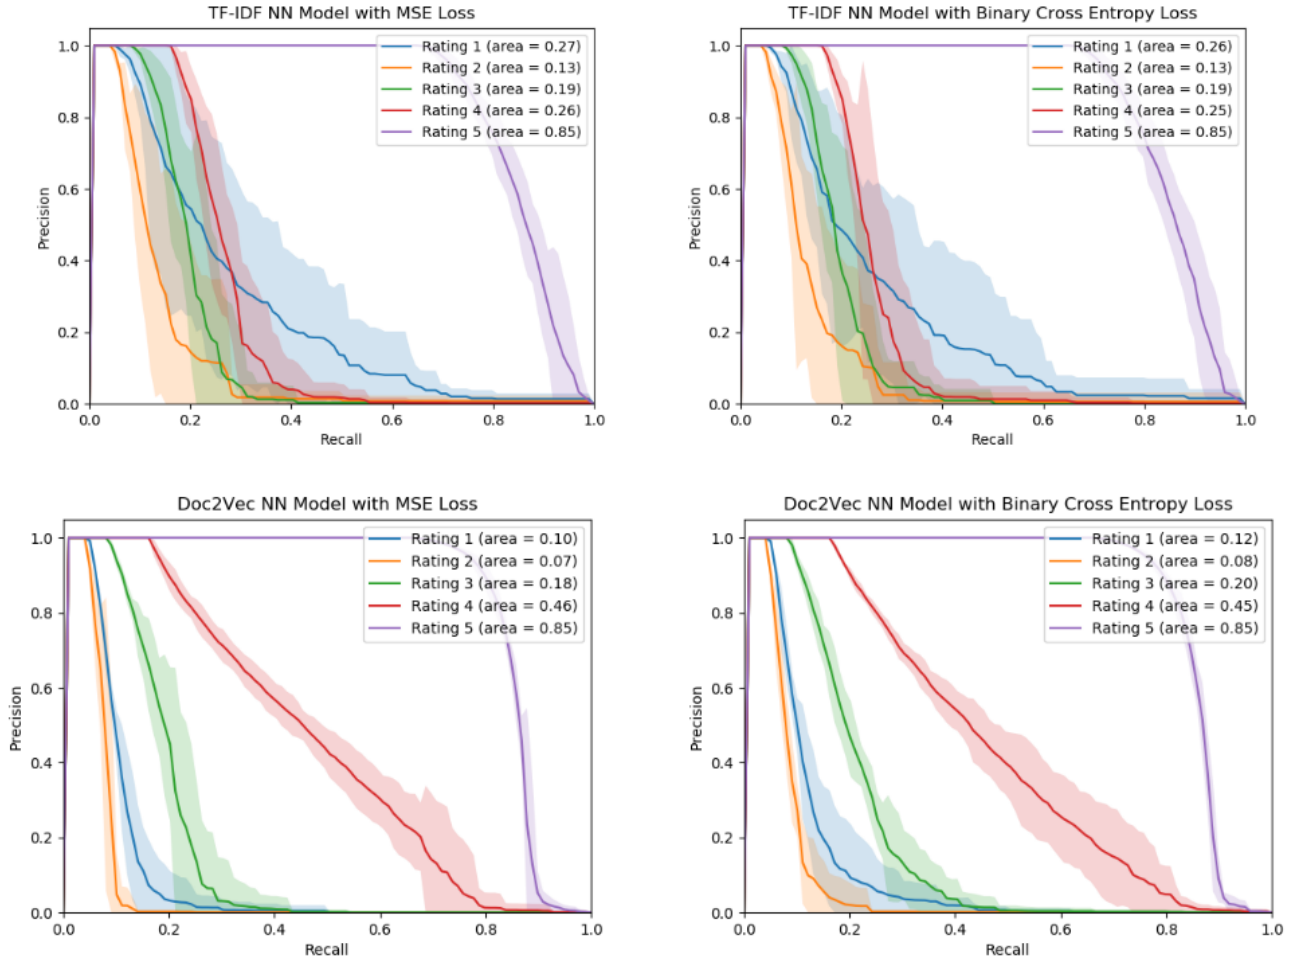 TF-IDF NN Model with MSE Loss
1.0
0.8
0.6
0.4
0.2
0.0
Precision
Rating 1 (area = 0.27)
Rating 2 (area = 0.13)
Rating 3 (area = 0.19)
Rating 4 (area = 0.26)
Rating 5 (area = 0.85)
0.0 0.2 0.4 0.6 0.8 1.0
Recall
TF-IDF NN Model with Binary Cross Entropy Loss
1.0
0.8
0.6
0.4
0.2
0.0
Precision
Rating 1 (area = 0.26)
Rating 2 (area = 0.13)
Rating 3 (area = 0.19)
Rating 4 (area = 0.25)
Rating 5 (area = 0.85)
0.0 0.2 0.4 0.6 0.8 1.0
Recall
Doc2Vec NN Model with MSE Loss
1.0
0.8
0.6
0.4
0.2
0.0
Precision
Rating 1 (area = 0.10)
Rating 2 (area = 0.07)
Rating 3 (area = 0.18)
Rating 4 (area = 0.46)
Rating 5 (area = 0.85)
0.0 0.2 0.4 0.6 0.8 1.0
Recall
Doc2Vec NN Model with Binary Cross Entropy Loss
1.0
0.8
0.6
0.4
0.2
0.0
Precision
Rating 1 (area = 0.12)
Rating 2 (area = 0.08)
Rating 3 (area = 0.20)
Rating 4 (area = 0.45)
Rating 5 (area = 0.85)
0.0 0.2 0.4 0.6 0.8 1.0
Recall